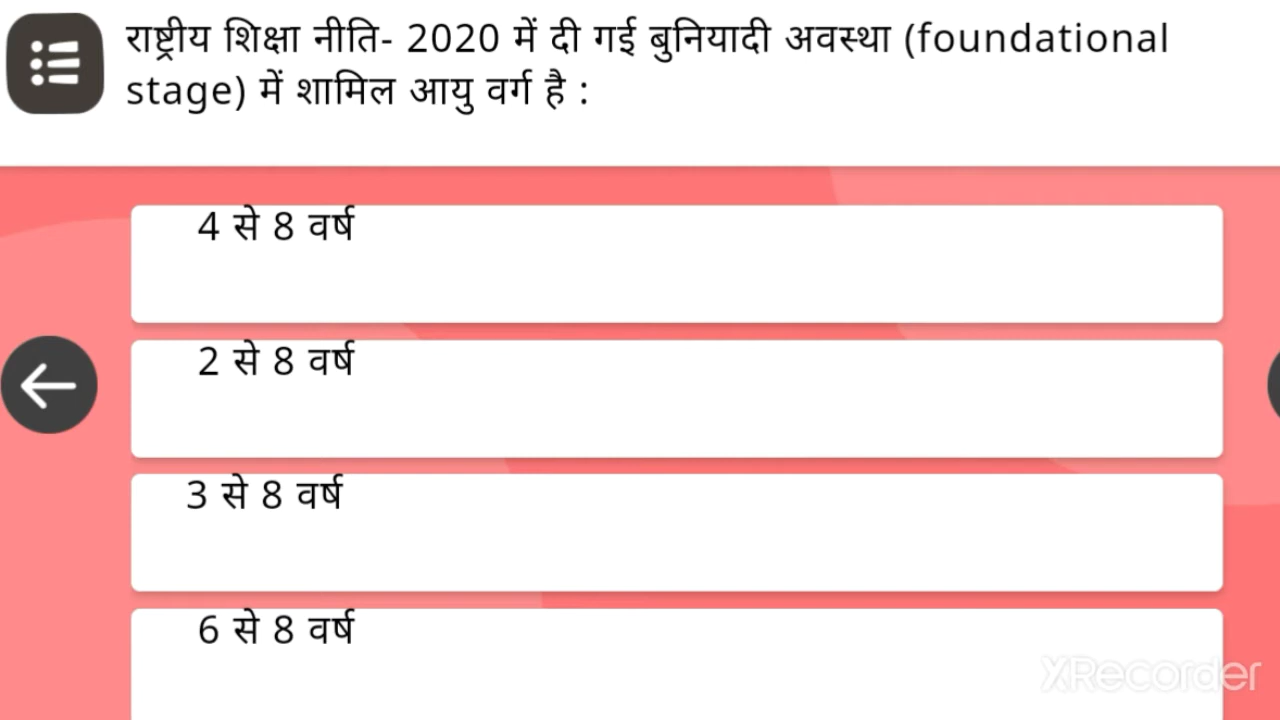 राष्ट्रीय शिक्षा नीति- 2020 में दी गई बुनियादी अवस्था (foundational
stage) में शामिल आयु वर्ग है :
4 से 8 वर्ष
2 से 8 वर्ष
3 से 8 वर्ष
6 से 8 वर्ष
XRecorder